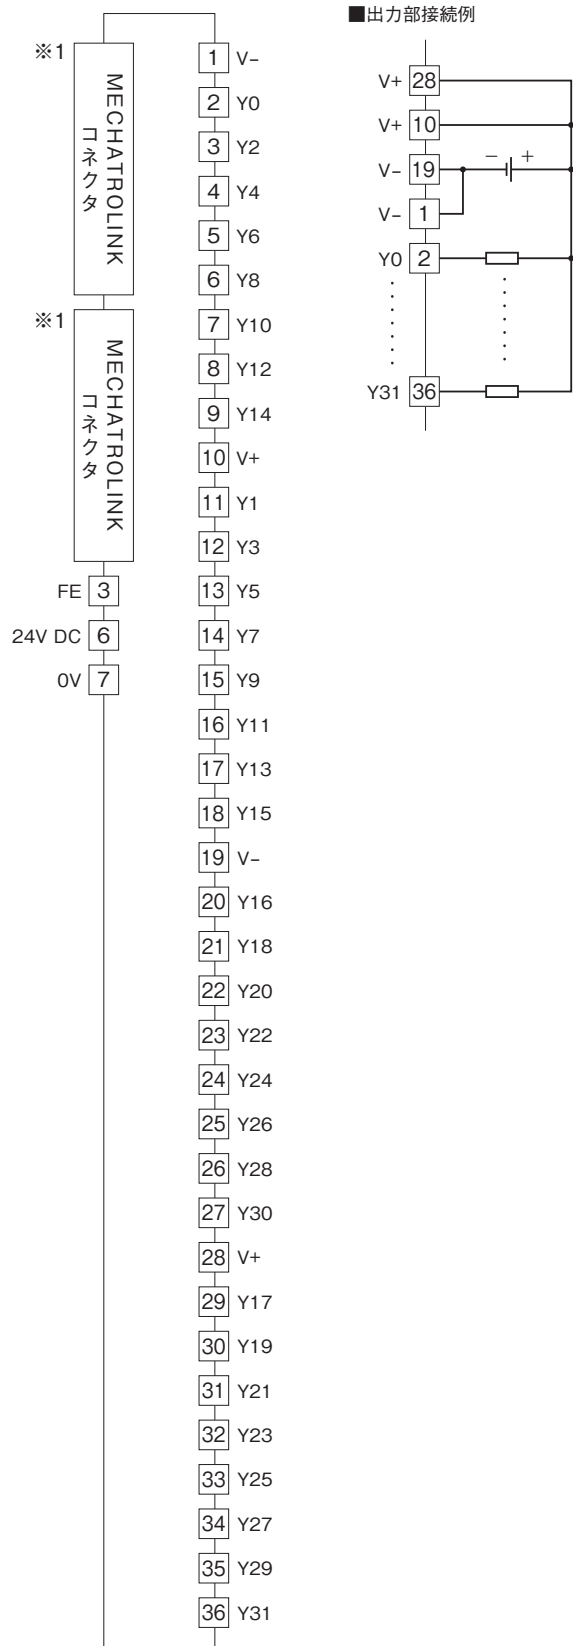 ※1
MECHATROLINK
コネクタ
※1
MECHATROLINK
コネクタ
FE 3
24V DC 6
0V 7
1 V−
2 Y0
3 Y2
4 Y4
5 Y6
6 Y8
7 Y10
8 Y12
9 Y14
10 V+
11 Y1
12 Y3
13 Y5
14 Y7
15 Y9
16 Y11
17 Y13
18 Y15
19 V−
20 Y16
21 Y18
22 Y20
23 Y22
24 Y24
25 Y26
26 Y28
27 Y30
28 V+
29 Y17
30 Y19
31 Y21
32 Y23
33 Y25
34 Y27
35 Y29
36 Y31
■出力部接続例
V+ 28
V+ 10
V− 19 − +
V− 1
Y0 2
Y31 36